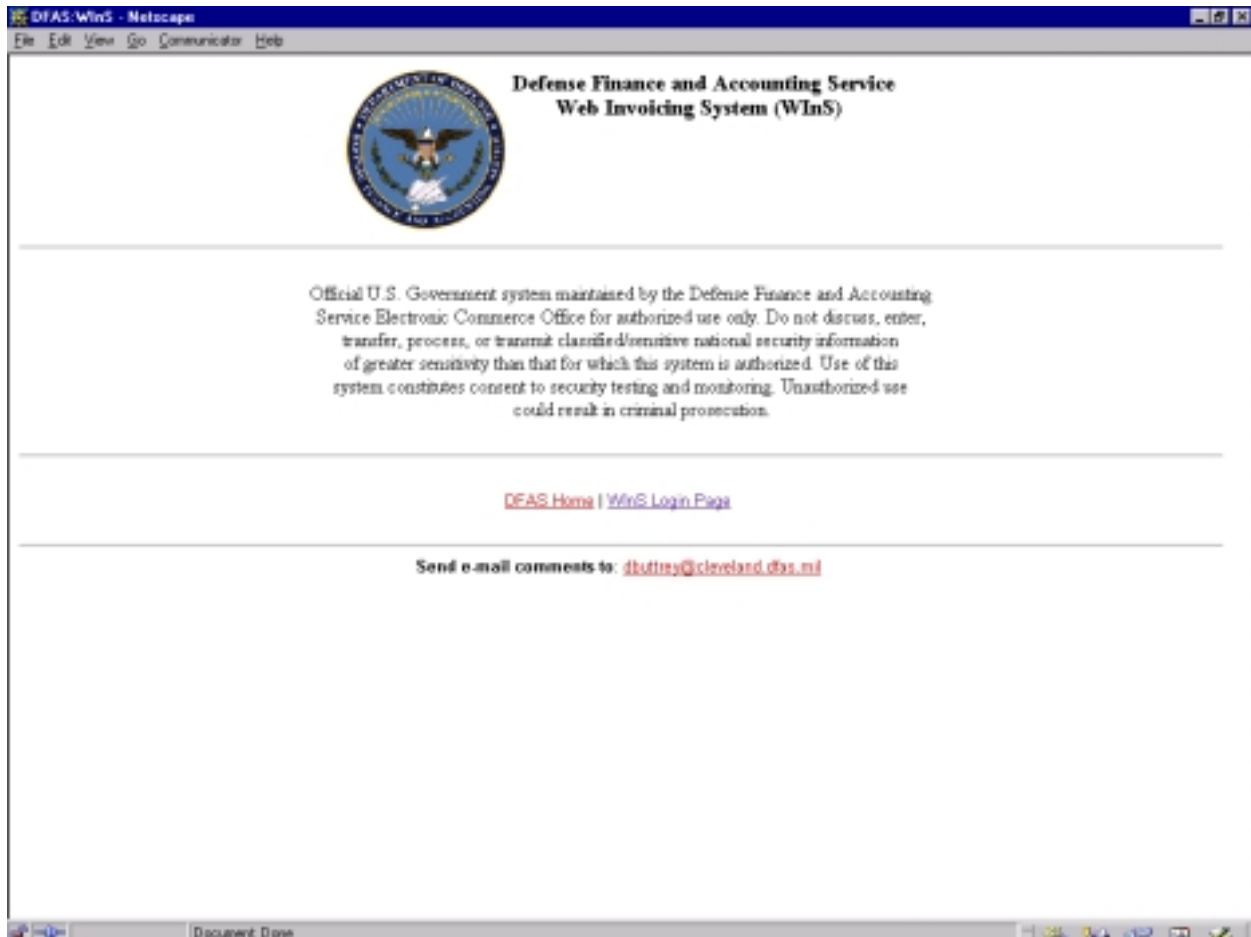 DFAS:WInS - Netscape
File Edit View Go Communicator Help
Defense Finance and Accounting Service
Web Invoicing System (WInS)
Official U.S. Government system maintained by the Defense Finance and Accounting
Service Electronic Commerce Office for authorized use only. Do not discuss, enter,
transfer, process, or transmit classified/sensitive national security information
of greater sensitivity than that for which this system is authorized. Use of this
system constitutes consent to security testing and monitoring. Unauthorized use
could result in criminal prosecution.
DFAS Home | WInS Login Page
Send e-mail comments to: dbuttrey@cleveland.dfas.mil
Document: Done